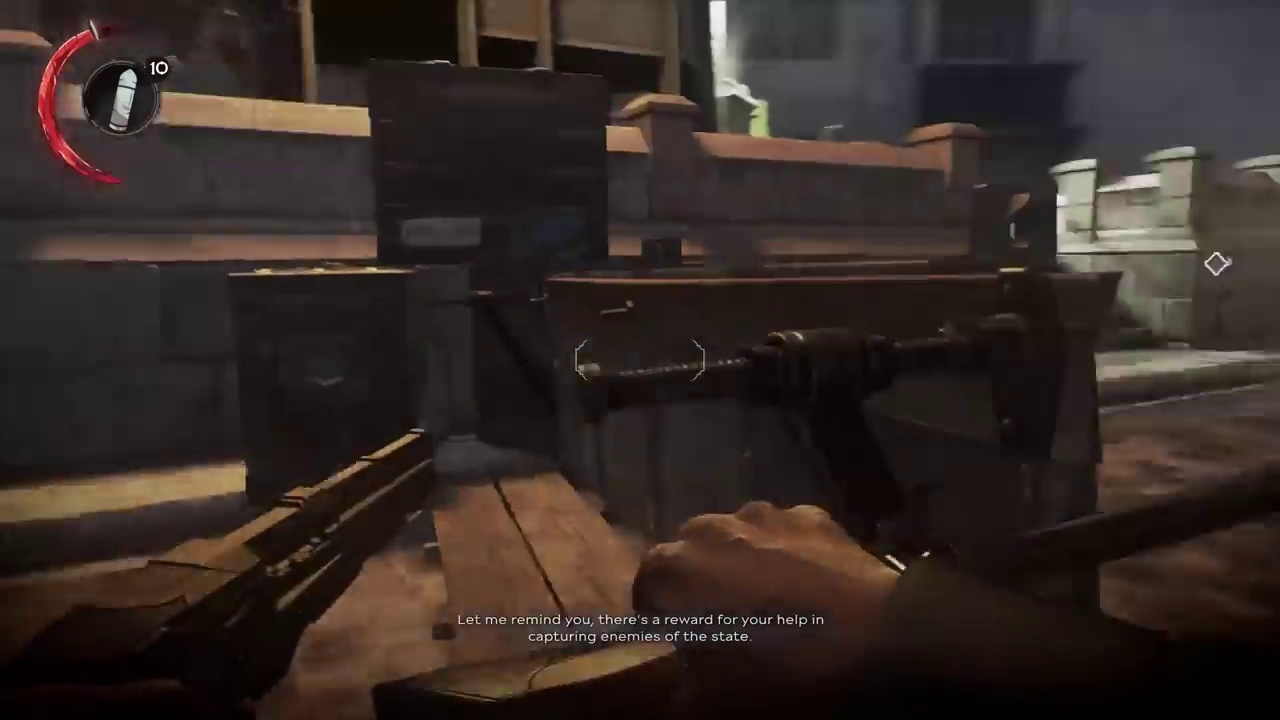 10
Let me remind you, there's a reward for your help in
capturing enemies of the state.